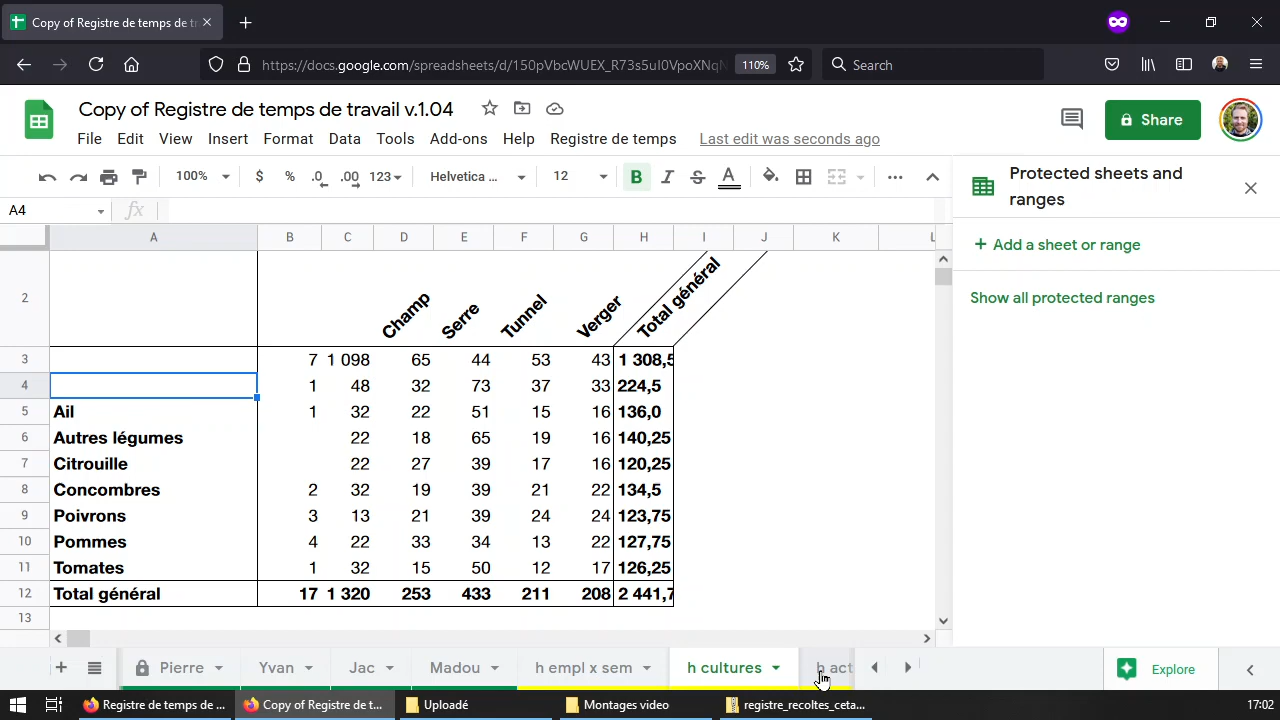 Copy of Registre de temps de tr
https://docs.google.com/spreadsheets/d/150pVbcWUEX_R73s5uI0VpoXNqN
110%
Search
Copy of Registre de temps de travail v.1.04
Share
File Edit View Insert Format Data Tools Add-ons Help Registre de temps Last edit was seconds ago
100% $ % .0 .00 123 Helvetica ... 12 B I S A
Protected sheets and
ranges
A4 fx
+ Add a sheet or range
Show all protected ranges
A B C D E F G H I J K L
2 Champ Serre Tunnel Verger Total général
3 7 1 098 65 44 53 43 1 308,5
4 1 48 32 73 37 33 224,5
5 Ail 1 32 22 51 15 16 136,0
6 Autres légumes 22 18 65 19 16 140,25
7 Citrouille 22 27 39 17 16 120,25
8 Concombres 2 32 19 39 21 22 134,5
9 Poivrons 3 13 21 39 24 24 123,75
10 Pommes 4 22 33 34 13 22 127,75
11 Tomates 1 32 15 50 12 17 126,25
12 Total général 17 1 320 253 433 211 208 2 441,7
13
Pierre Yvan Jac Madou h empl x sem h cultures h act
Explore
Registre de temps de ... Copy of Registre de t... Uploadé Montages video registre_recoltes_ceta...
17:02